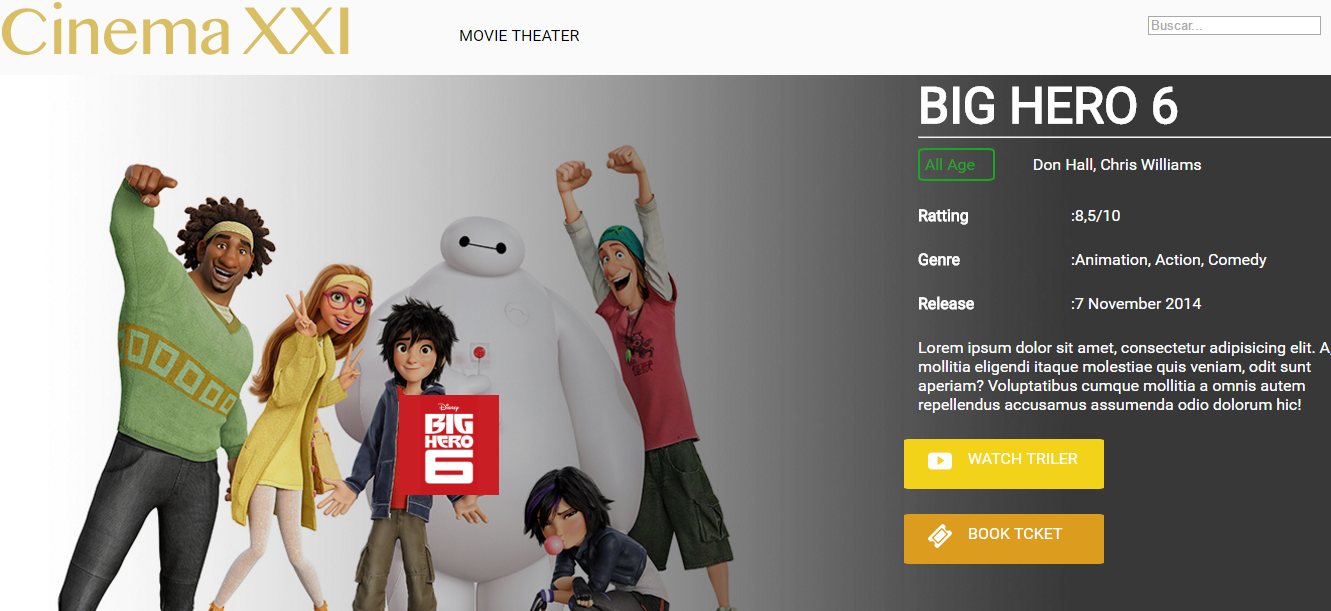 Cinema XXI
MOVIE THEATER
Buscar...
BIG HERO 6
All Age
Don Hall, Chris Williams
Ratting :8,5/10
Genre :Animation, Action, Comedy
Release :7 November 2014
Lorem ipsum dolor sit amet, consectetur adipisicing elit. A,
mollitia eligendi itaque molestiae quis veniam, odit sunt
aperiam? Voluptatibus cumque mollitia a omnis autem
repellendus accusamus assumenda odio dolorum hic!
Disney
BIG
HERO
6
WATCH TRILER
BOOK TCKET